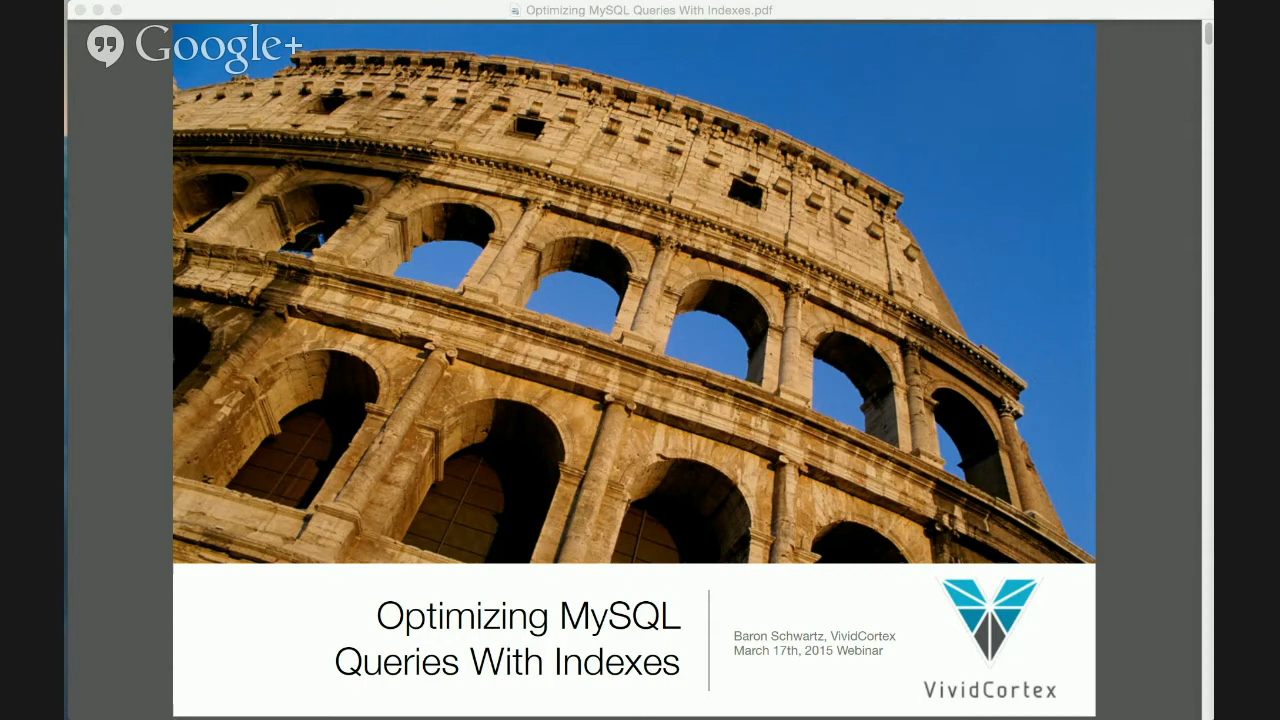 Optimizing MySQL Queries With Indexes.pdf
Google+
Optimizing MySQL
Queries With Indexes
Baron Schwartz, VividCortex
March 17th, 2015 Webinar
VividCortex